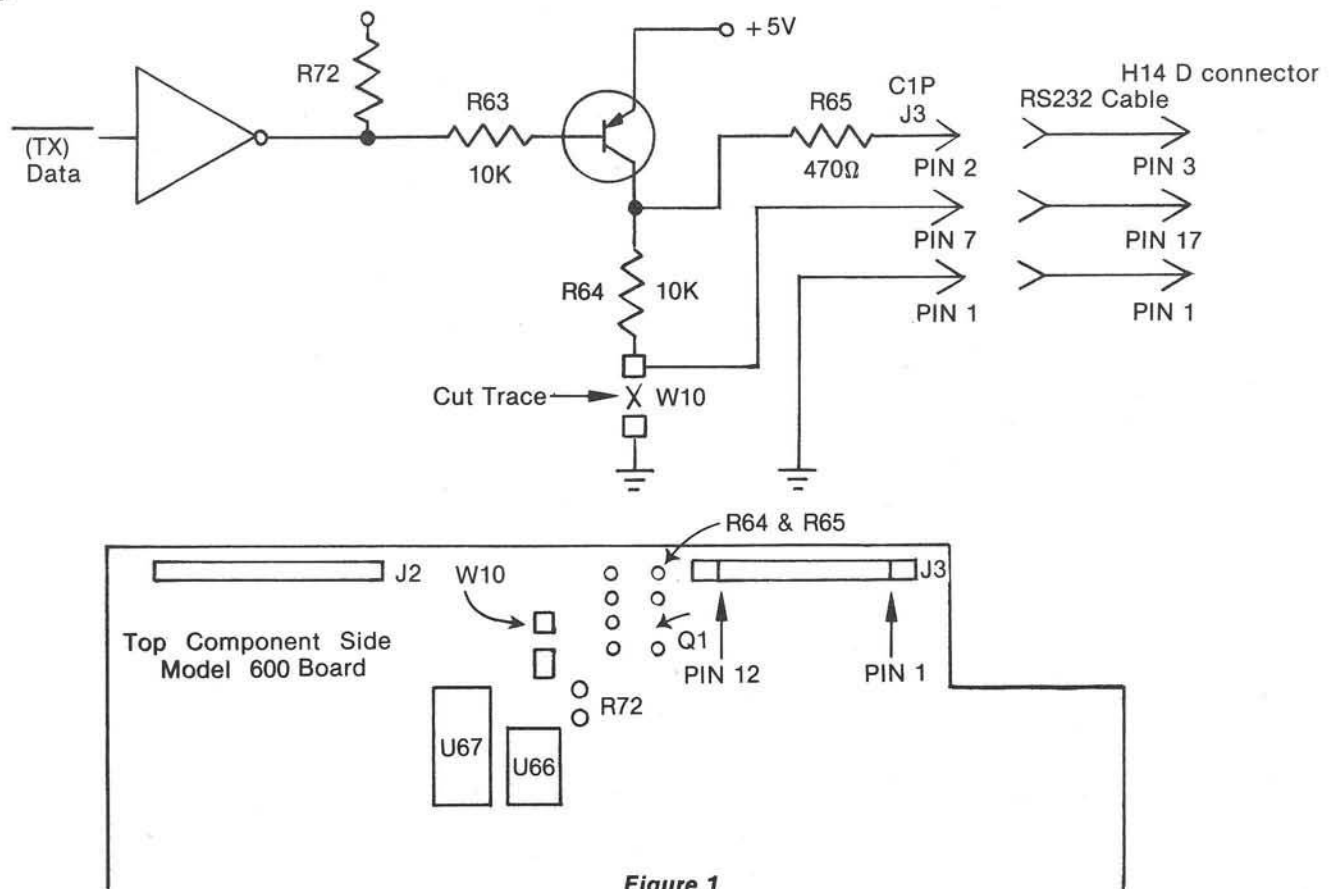 +5V
R72
H14 D connector
C1P
J3
RS232 Cable
R63
R65
(TX)
Data
10K
470Ω
PIN 2
PIN 3
PIN 7
PIN 17
R64
10K
PIN 1
PIN 1
Cut Trace
X
W10
R64 & R65
J2
W10
J3
Top Component Side
Model 600 Board
Q1
PIN 12
PIN 1
R72
U67
U66
Figure 1